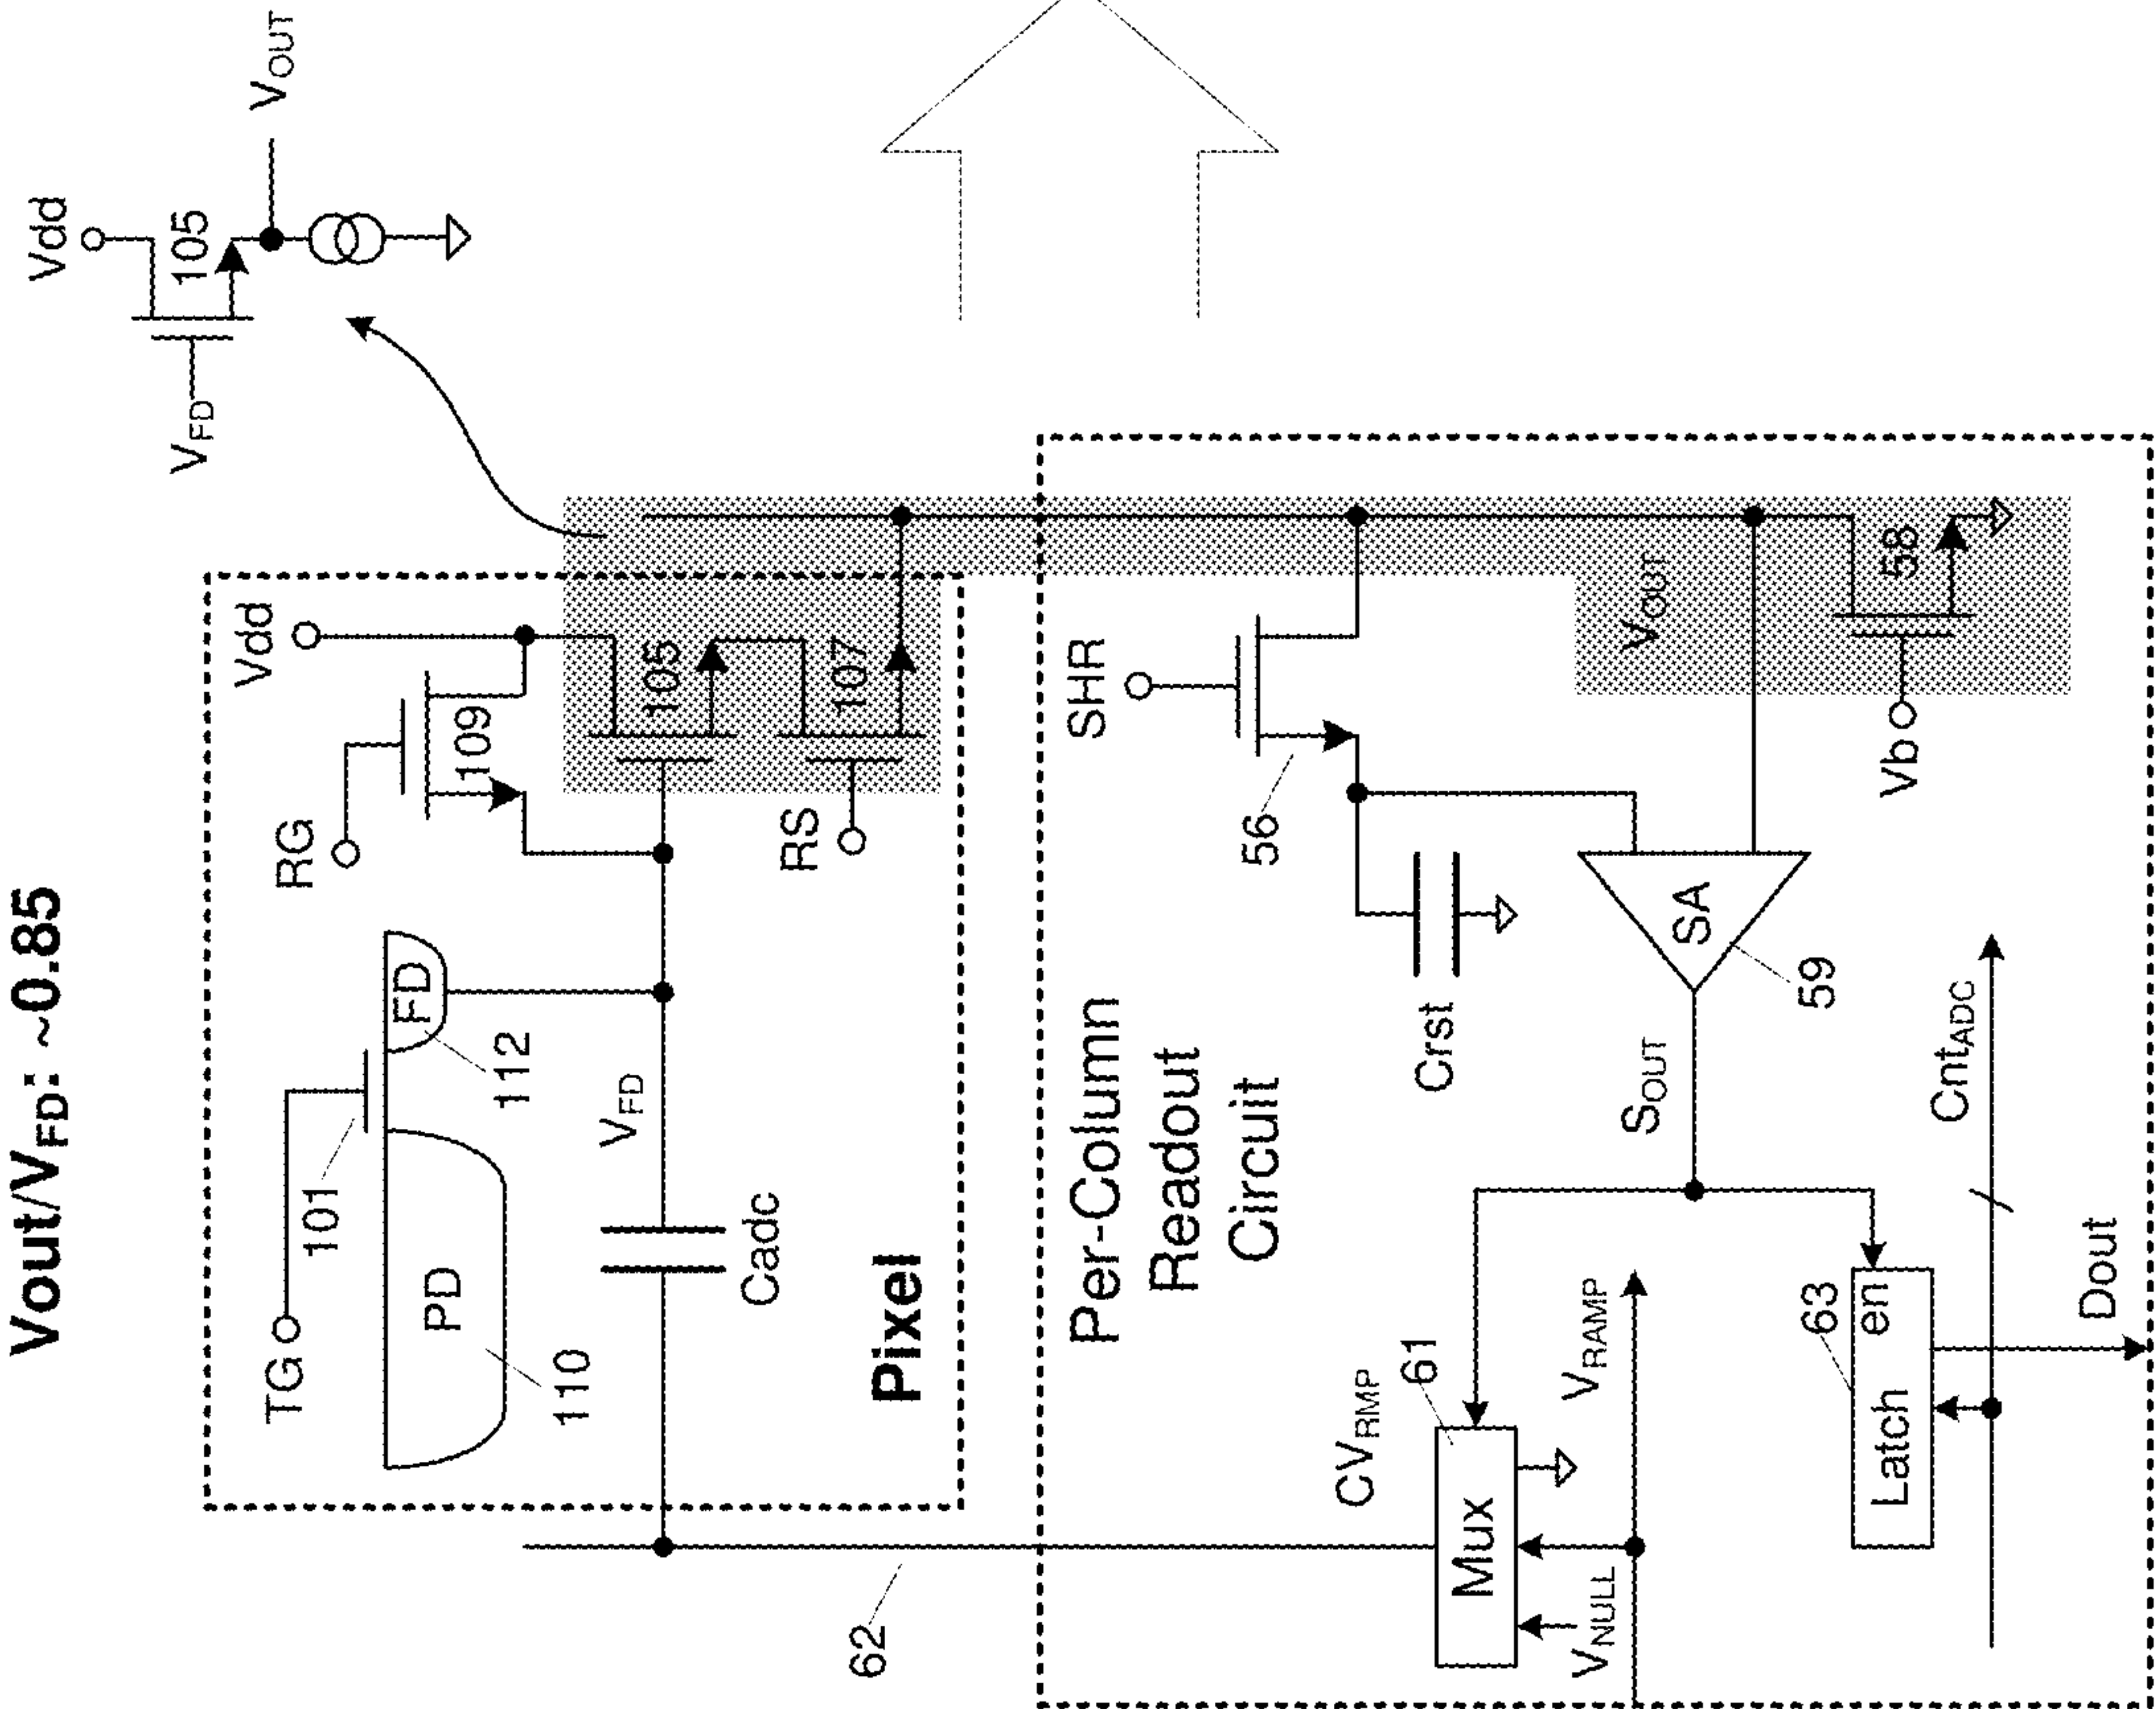 Vout/VFD: ~0.85
TG
101
PD
110
FD
112
RG
109
Vdd
105
107
RS
VFD
Cadc
Pixel
62
VFD
Vdd
105
VOUT
Per-Column
Readout
Circuit
SHR
56
Crst
VOUT
58
Vb
SA
59
SOUT
CVRMP
61
Mux
VNULL
VRAMP
63
Latch
en
CntADC
Dout